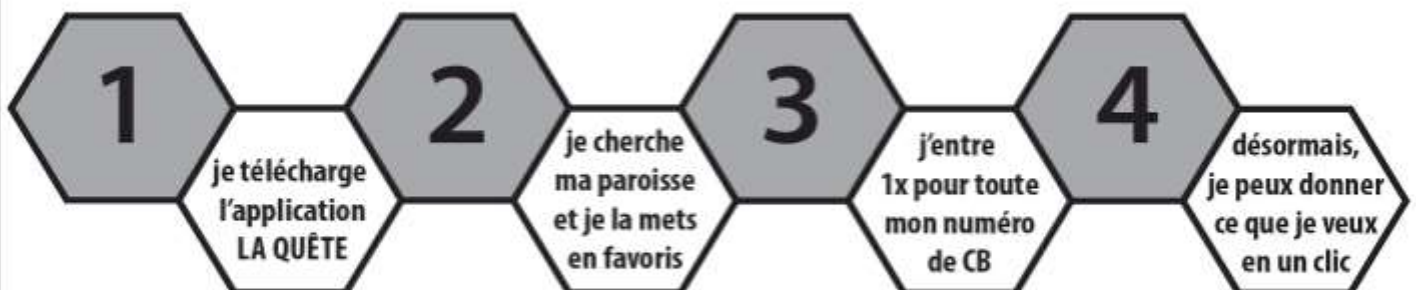 1
je télécharge
l'application
LA QUÊTE
2
je cherche
ma paroisse
et je la mets
en favoris
3
j'entre
1x pour toute
mon numéro
de CB
4
désormais,
je peux donner
ce que je veux
en un clic